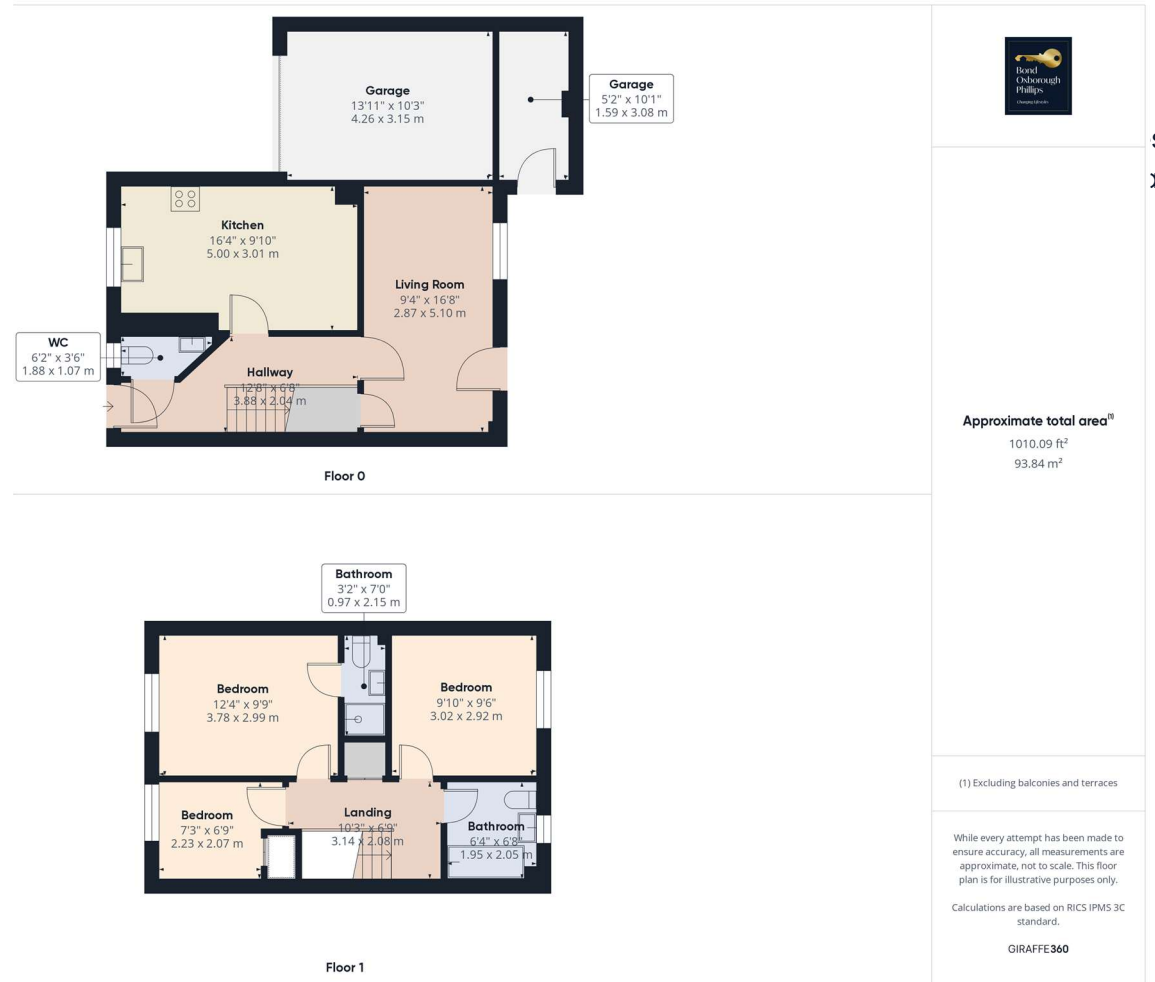 Garage
13'11" x 10'3"
4.26 x 3.15 m
Garage
5'2" x 10'1"
1.59 x 3.08 m
Kitchen
16'4" x 9'10"
5.00 x 3.01 m
Living Room
9'4" x 16'8"
2.87 x 5.10 m
WC
6'2" x 3'6"
1.88 x 1.07 m
Hallway
12'8" x 6'8"
3.88 x 2.04 m
Floor 0
Bathroom
3'2" x 7'0"
0.97 x 2.15 m
Bedroom
12'4" x 9'9"
3.78 x 2.99 m
Bedroom
9'10" x 9'6"
3.02 x 2.92 m
Bedroom
7'3" x 6'9"
2.23 x 2.07 m
Landing
10'3" x 6'9"
3.14 x 2.08 m
Bathroom
6'4" x 6'8"
1.95 x 2.05 m
Floor 1
Bond
Oxborough
Phillips
Changing Lifestyles
Approximate total area(1)
1010.09 ft²
93.84 m²
(1) Excluding balconies and terraces
While every attempt has been made to
ensure accuracy, all measurements are
approximate, not to scale. This floor
plan is for illustrative purposes only.
Calculations are based on RICS IPMS 3C
standard.
GIRAFFE360